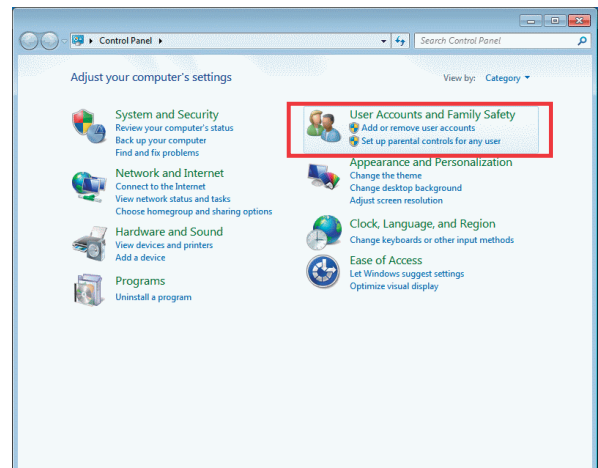 Control Panel
Search Control Panel
Adjust your computer's settings
View by: Category
System and Security
Review your computer's status
Back up your computer
Find and fix problems
Network and Internet
Connect to the Internet
View network status and tasks
Choose homegroup and sharing options
Hardware and Sound
View devices and printers
Add a device
Programs
Uninstall a program
User Accounts and Family Safety
Add or remove user accounts
Set up parental controls for any user
Appearance and Personalization
Change the theme
Change desktop background
Adjust screen resolution
Clock, Language, and Region
Change keyboards or other input methods
Ease of Access
Let Windows suggest settings
Optimize visual display